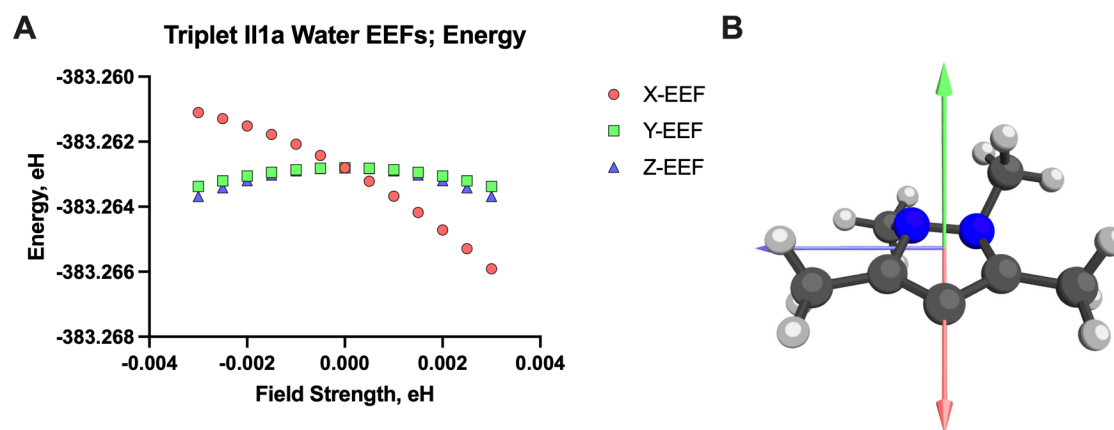 A
Triplet II1a Water EEFs; Energy
B
-383.260
-383.262
-383.264
-383.266
-383.268
Energy, eH
-0.004
-0.002
0.000
0.002
0.004
Field Strength, eH
X-EEF
Y-EEF
Z-EEF